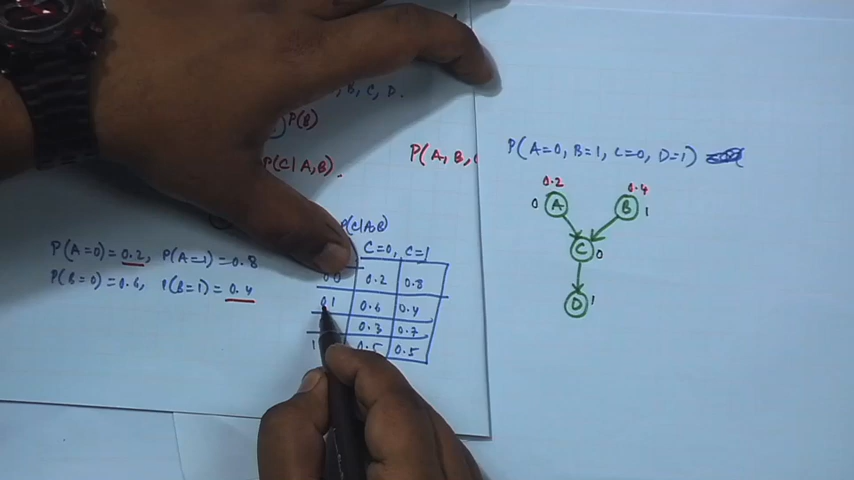 B, C, D.
P(B)
P(C|A,B).
P(A, B,
P(C|A,B)
C=0, C=1
P(A=0) = 0.2, P(A=1) = 0.8
P(B=0) = 0.6, P(B=1) = 0.4
0 0 0.2 0.8
0 1 0.6 0.4
0.3 0.7
1 0.5 0.5
P(A=0, B=1, C=0, D=1)
0.2 0.4
0 A B 1
C 0
D 1